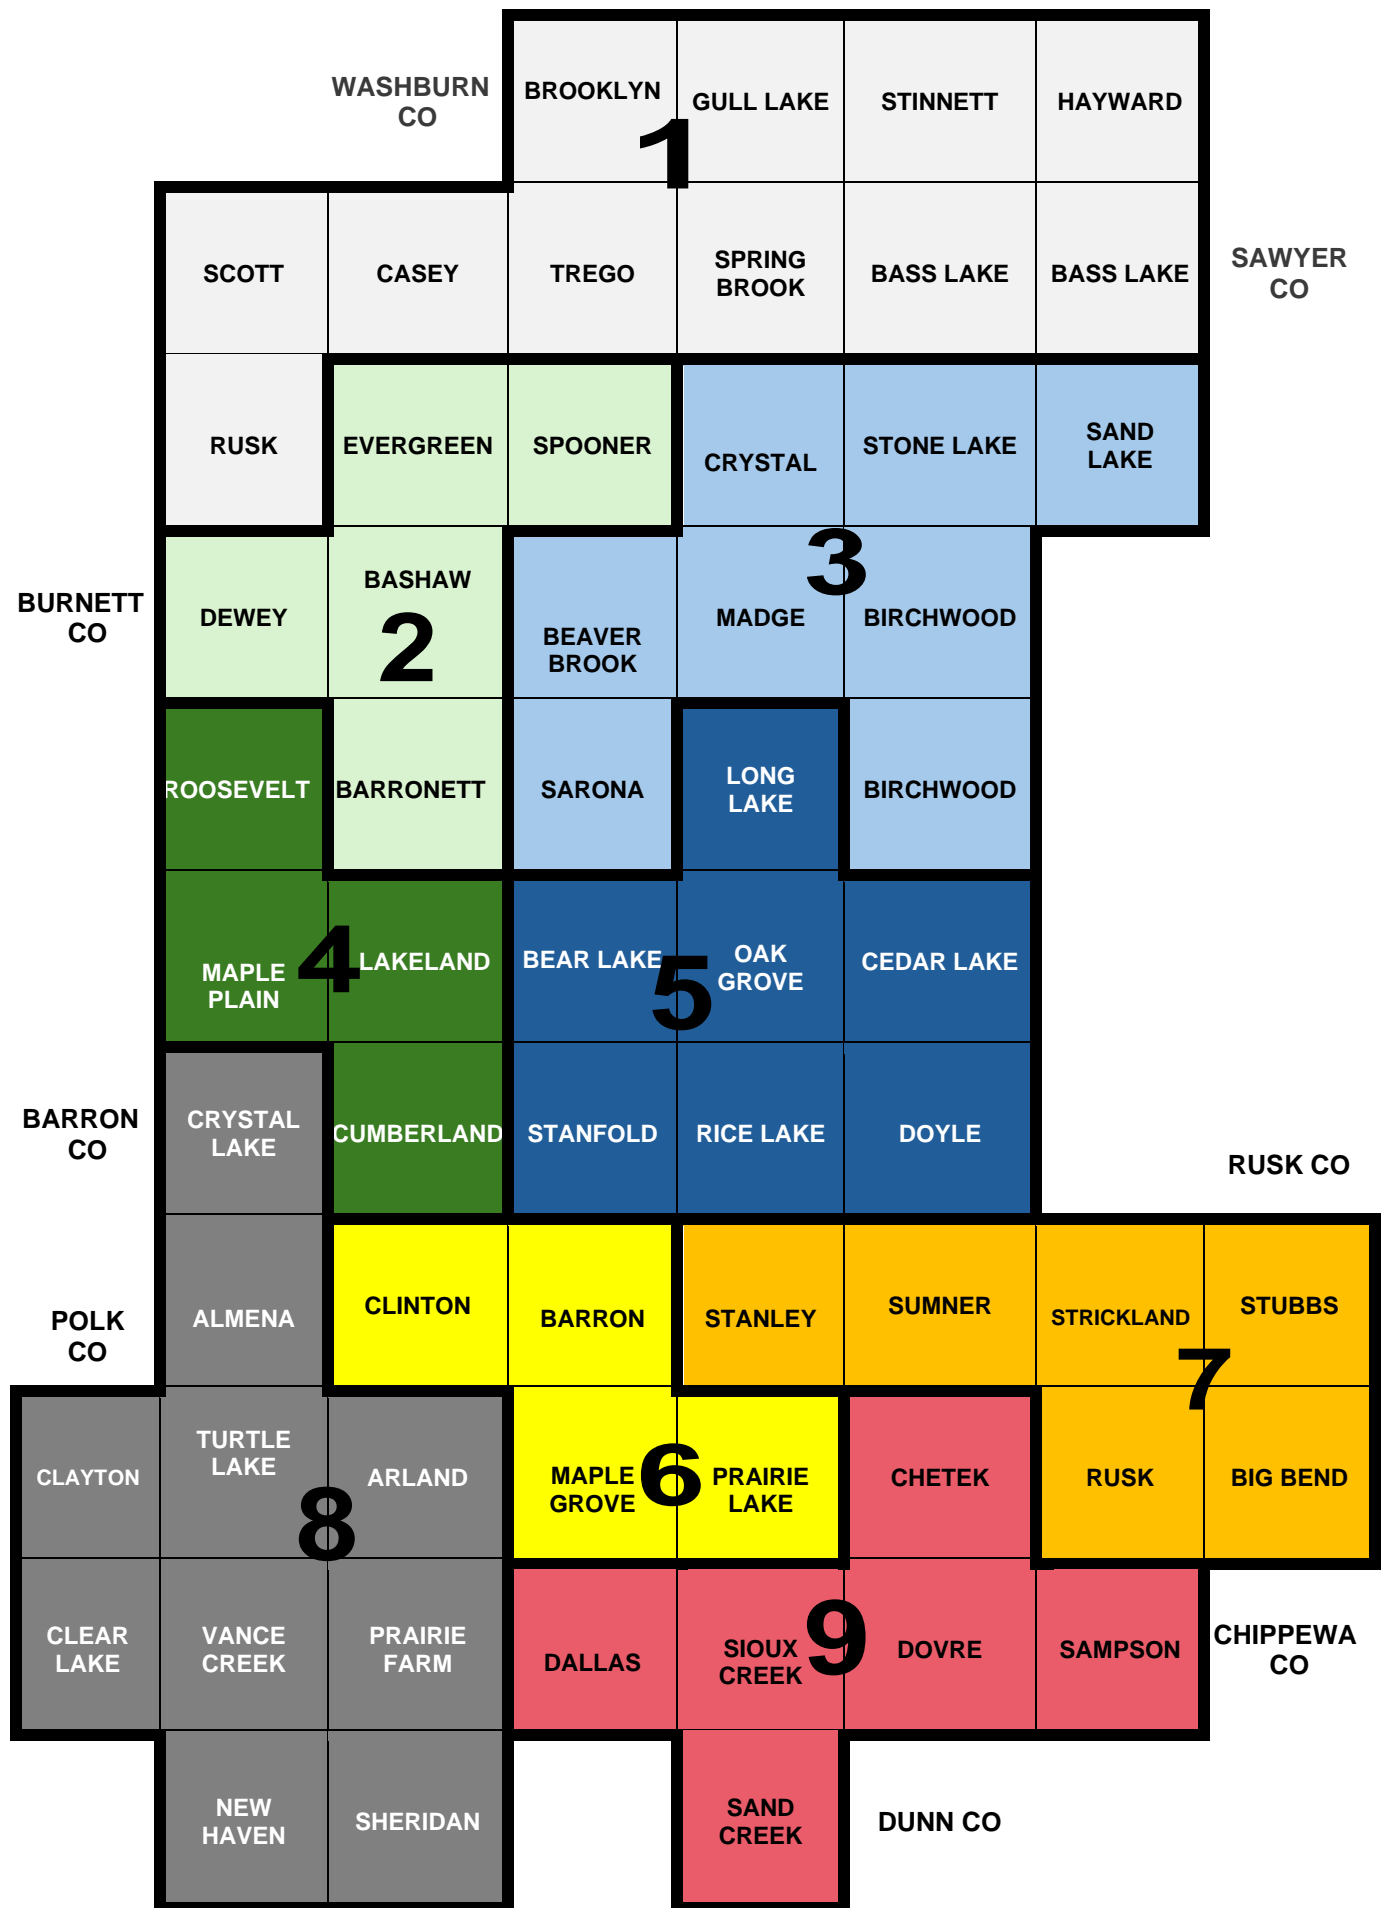 WASHBURN
CO
BROOKLYN
GULL LAKE
STINNETT
HAYWARD
1
SCOTT
CASEY
TREGO
SPRING
BROOK
BASS LAKE
BASS LAKE
SAWYER
CO
RUSK
EVERGREEN
SPOONER
CRYSTAL
STONE LAKE
SAND
LAKE
3
BURNETT
CO
DEWEY
BASHAW
2
BEAVER
BROOK
MADGE
BIRCHWOOD
ROOSEVELT
BARRONETT
SARONA
LONG
LAKE
BIRCHWOOD
MAPLE
PLAIN
4
LAKELAND
BEAR LAKE
5
OAK
GROVE
CEDAR LAKE
BARRON
CO
CRYSTAL
LAKE
CUMBERLAND
STANFOLD
RICE LAKE
DOYLE
RUSK CO
POLK
CO
ALMENA
CLINTON
BARRON
STANLEY
SUMNER
STRICKLAND
STUBBS
7
CLAYTON
TURTLE
LAKE
ARLAND
8
MAPLE
GROVE
6
PRAIRIE
LAKE
CHETEK
RUSK
BIG BEND
CLEAR
LAKE
VANCE
CREEK
PRAIRIE
FARM
DALLAS
SIOUX
CREEK
9
DOVRE
SAMPSON
CHIPPEWA
CO
NEW
HAVEN
SHERIDAN
SAND
CREEK
DUNN CO